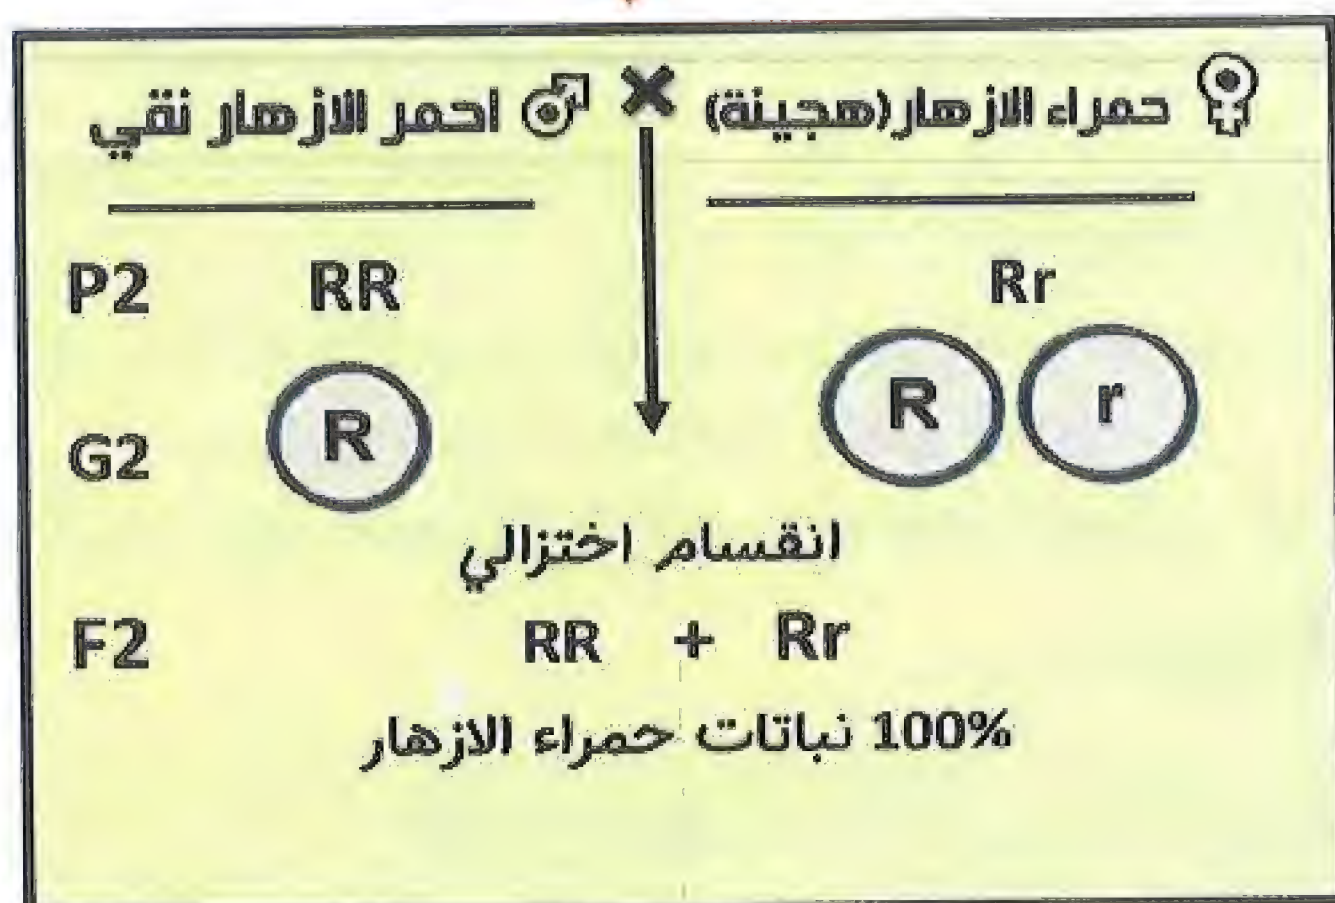 ♀ حمراء الازهار (هجينة) × ♂ احمر الازهار نقي
P2 RR Rr
G2 R R r
انقسام اختزالي
F2 RR + Rr
100% نباتات حمراء الازهار